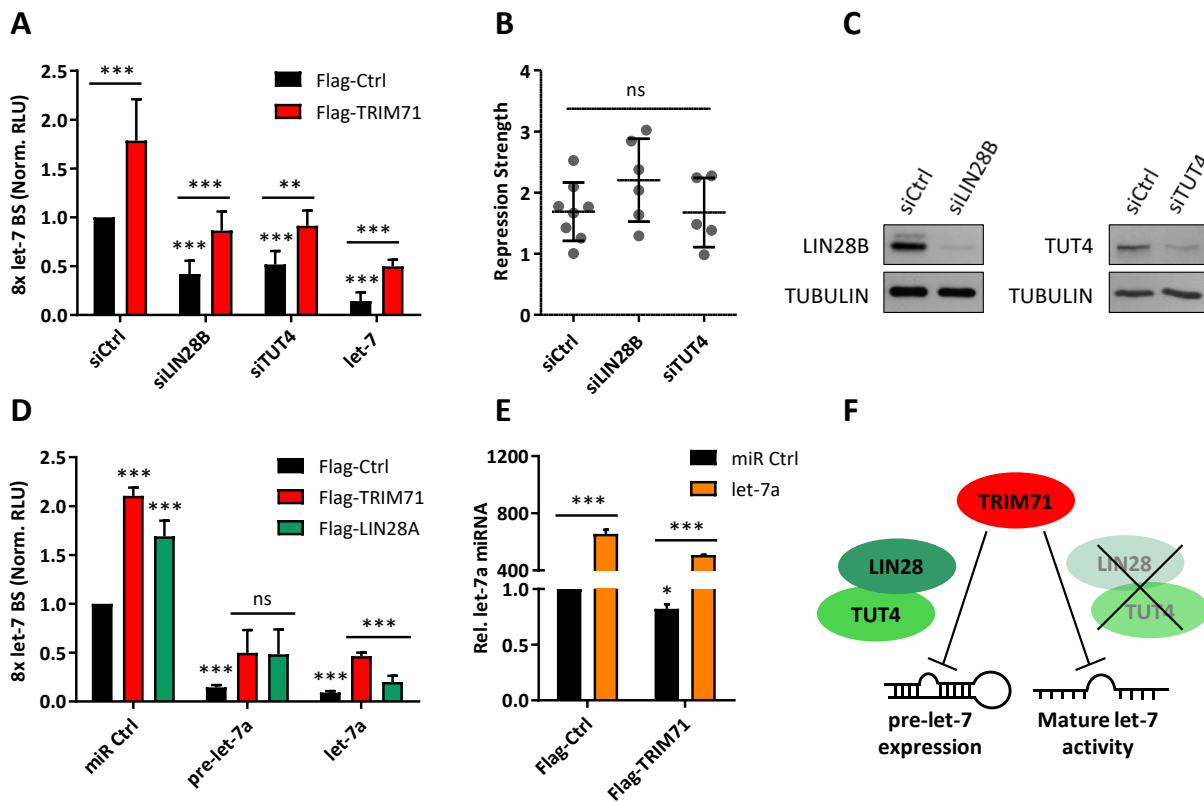 A
8x let-7 BS (Norm. RLU)
2.5
2.0
1.5
1.0
0.5
0.0
***
***
**
***
***
***
***
Flag-Ctrl
Flag-TRIM71
siCtrl
siLIN28B
siTUT4
let-7
B
Repression Strength
6
4
2
0
ns
siCtrl
siLIN28B
siTUT4
C
siCtrl
siLIN28B
LIN28B
TUBULIN
siCtrl
siTUT4
TUT4
TUBULIN
D
8x let-7 BS (Norm. RLU)
2.5
2.0
1.5
1.0
0.5
0.0
***
***
ns
***
***
***
Flag-Ctrl
Flag-TRIM71
Flag-LIN28A
miR Ctrl
pre-let-7a
let-7a
E
Rel. let-7a miRNA
1200
800
400
1.0
0.5
0.0
***
***
*
miR Ctrl
let-7a
Flag-Ctrl
Flag-TRIM71
F
TRIM71
LIN28
TUT4
LIN28
TUT4
pre-let-7
expression
Mature let-7
activity